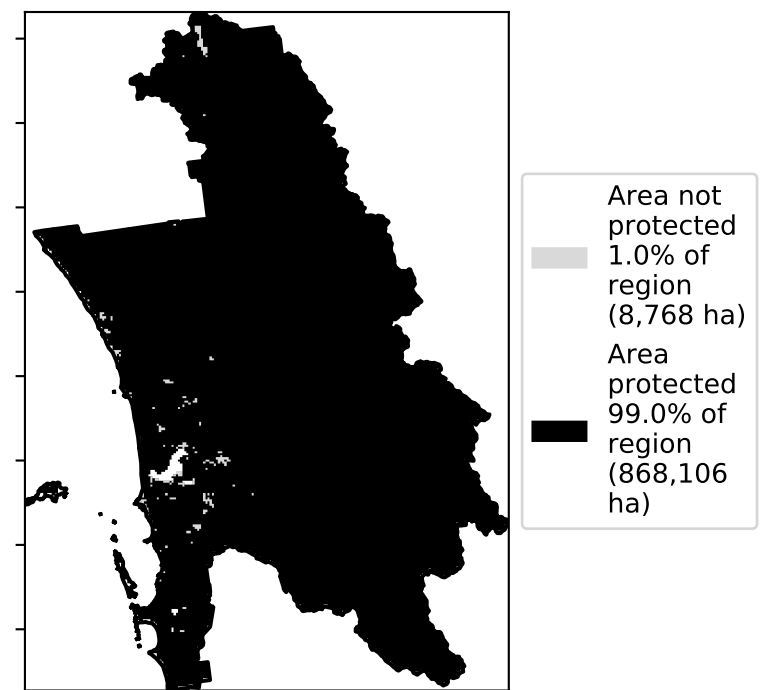 Area not
protected
1.0% of
region
(8,768 ha)
Area
protected
99.0% of
region
(868,106
ha)